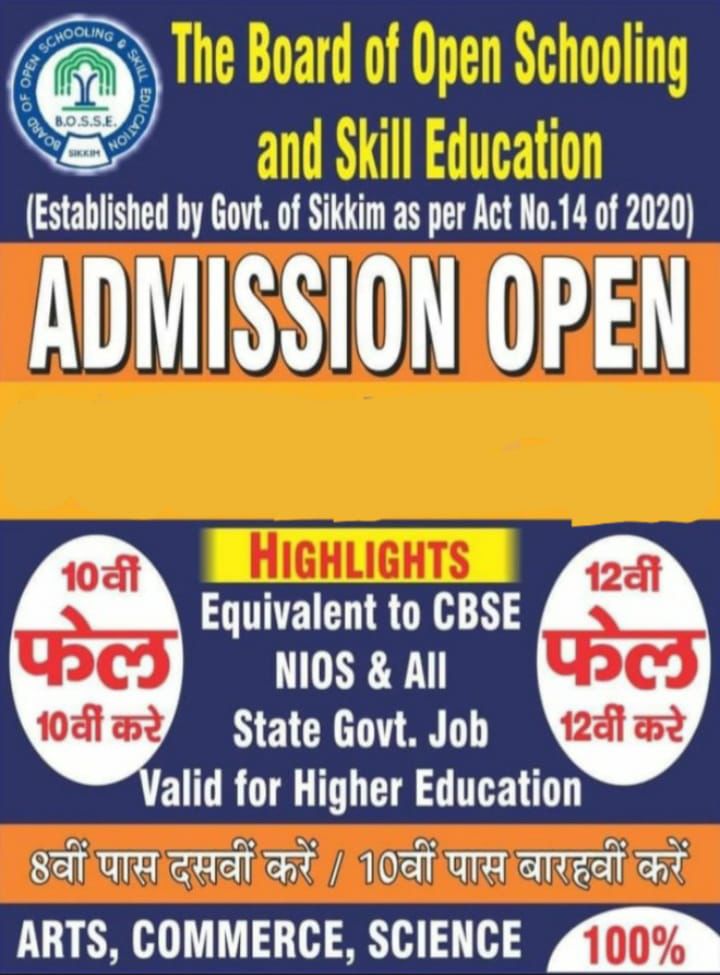 BOARD OF OPEN SCHOOLING & SKILL EDUCATION
B.O.S.S.E.
SIKKIM
The Board of Open Schooling
and Skill Education
(Established by Govt. of Sikkim as per Act No.14 of 2020)
ADMISSION OPEN
10वीं
फेल
10वीं करे
HIGHLIGHTS
Equivalent to CBSE
NIOS & All
State Govt. Job
Valid for Higher Education
12वीं
फेल
12वीं करे
8वीं पास दसवीं करें / 10वीं पास बारहवीं करें
ARTS, COMMERCE, SCIENCE
100%